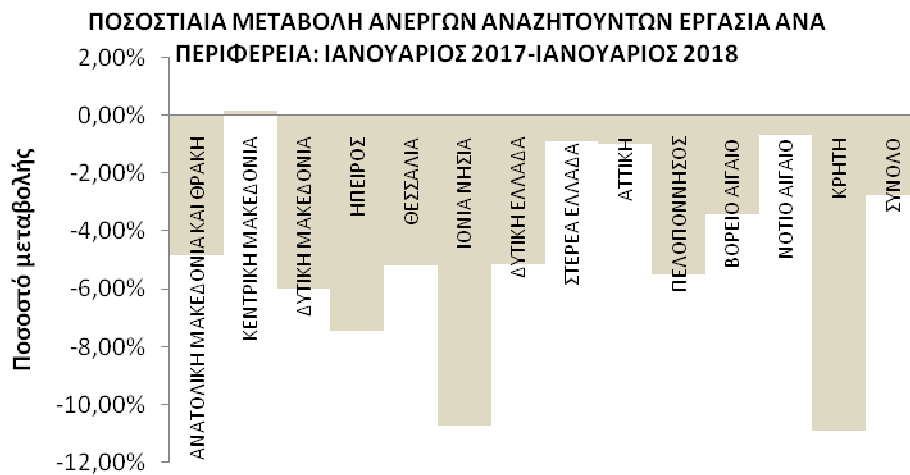 ΠΟΣΟΣΤΙΑΙΑ ΜΕΤΑΒΟΛΗ ΑΝΕΡΓΩΝ ΑΝΑΖΗΤΟΥΝΤΩΝ ΕΡΓΑΣΙΑ ΑΝΑ
ΠΕΡΙΦΕΡΕΙΑ: ΙΑΝΟΥΑΡΙΟΣ 2017-ΙΑΝΟΥΑΡΙΟΣ 2018
Ποσοστό μεταβολής
2,00%
0,00%
-2,00%
-4,00%
-6,00%
-8,00%
-10,00%
-12,00%
ΑΝΑΤΟΛΙΚΗ ΜΑΚΕΔΟΝΙΑ ΚΑΙ ΘΡΑΚΗ
ΚΕΝΤΡΙΚΗ ΜΑΚΕΔΟΝΙΑ
ΔΥΤΙΚΗ ΜΑΚΕΔΟΝΙΑ
ΗΠΕΙΡΟΣ
ΘΕΣΣΑΛΙΑ
ΙΟΝΙΑ ΝΗΣΙΑ
ΔΥΤΙΚΗ ΕΛΛΑΔΑ
ΣΤΕΡΕΑ ΕΛΛΑΔΑ
ΑΤΤΙΚΗ
ΠΕΛΟΠΟΝΝΗΣΟΣ
ΒΟΡΕΙΟ ΑΙΓΑΙΟ
ΝΟΤΙΟ ΑΙΓΑΙΟ
ΚΡΗΤΗ
ΣΥΝΟΛΟ